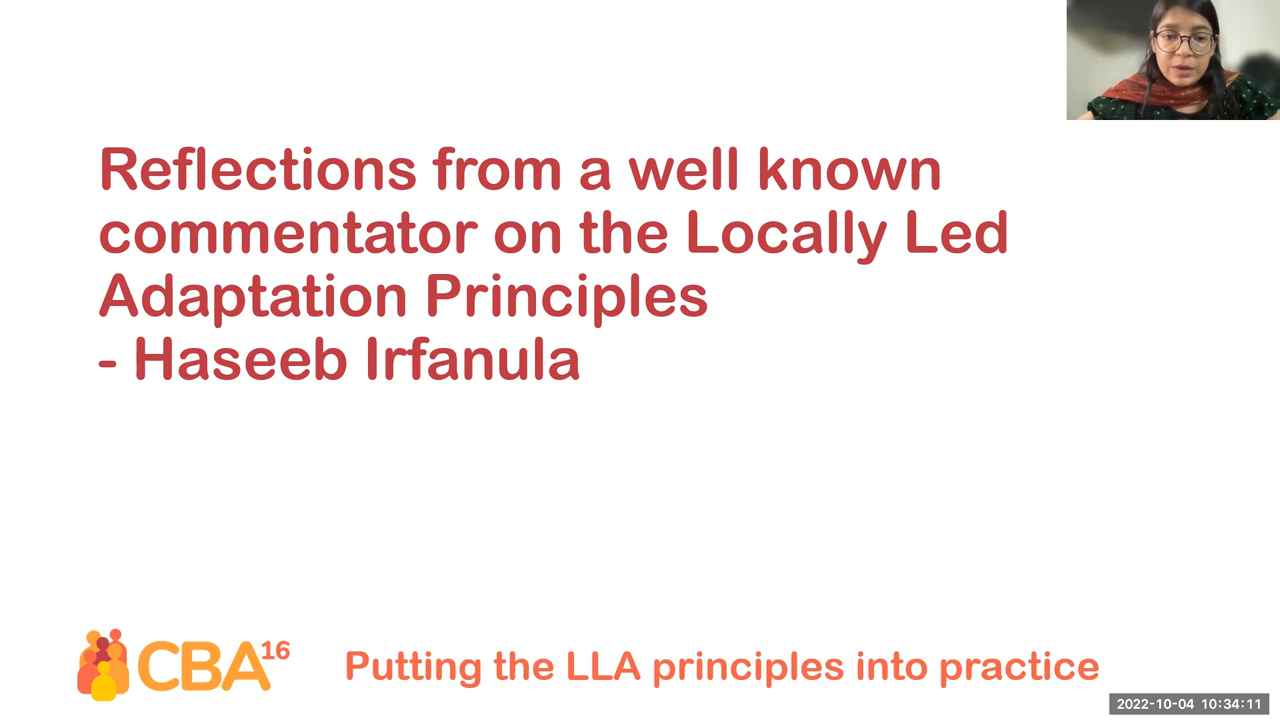 Reflections from a well known
commentator on the Locally Led
Adaptation Principles
- Haseeb Irfanula
CBA16
Putting the LLA principles into practice
2022-10-04 10:34:11